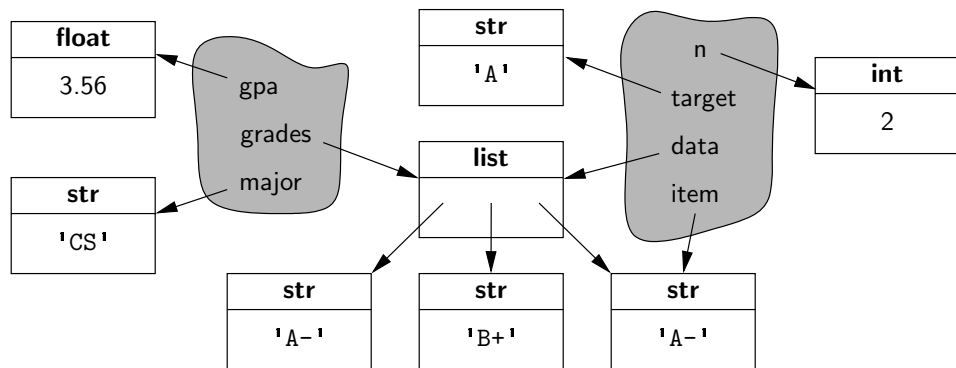 float
3.56
str
'CS'
gpa
grades
major
str
'A'
list
n
target
data
item
int
2
str
'A-'
str
'B+'
str
'A-'